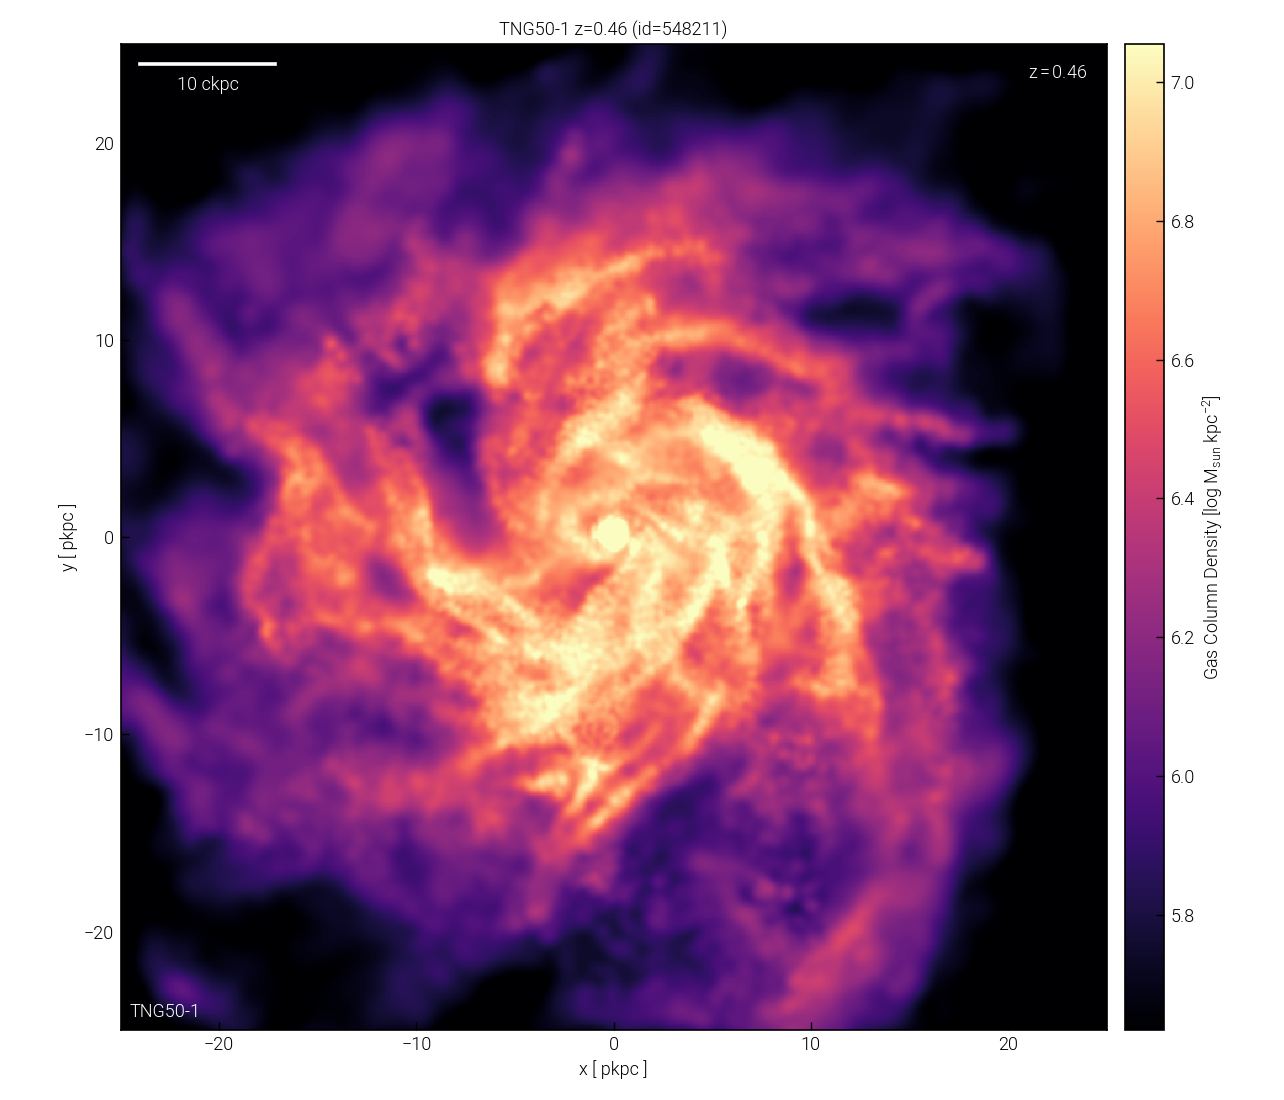 TNG50-1 z=0.46 (id=548211)
10 ckpc
z = 0.46
TNG50-1
20
10
0
−10
−20
y [ pkpc ]
−20
−10
0
10
20
x [ pkpc ]
7.0
6.8
6.6
6.4
6.2
6.0
5.8
Gas Column Density [log M_sun kpc^−2]